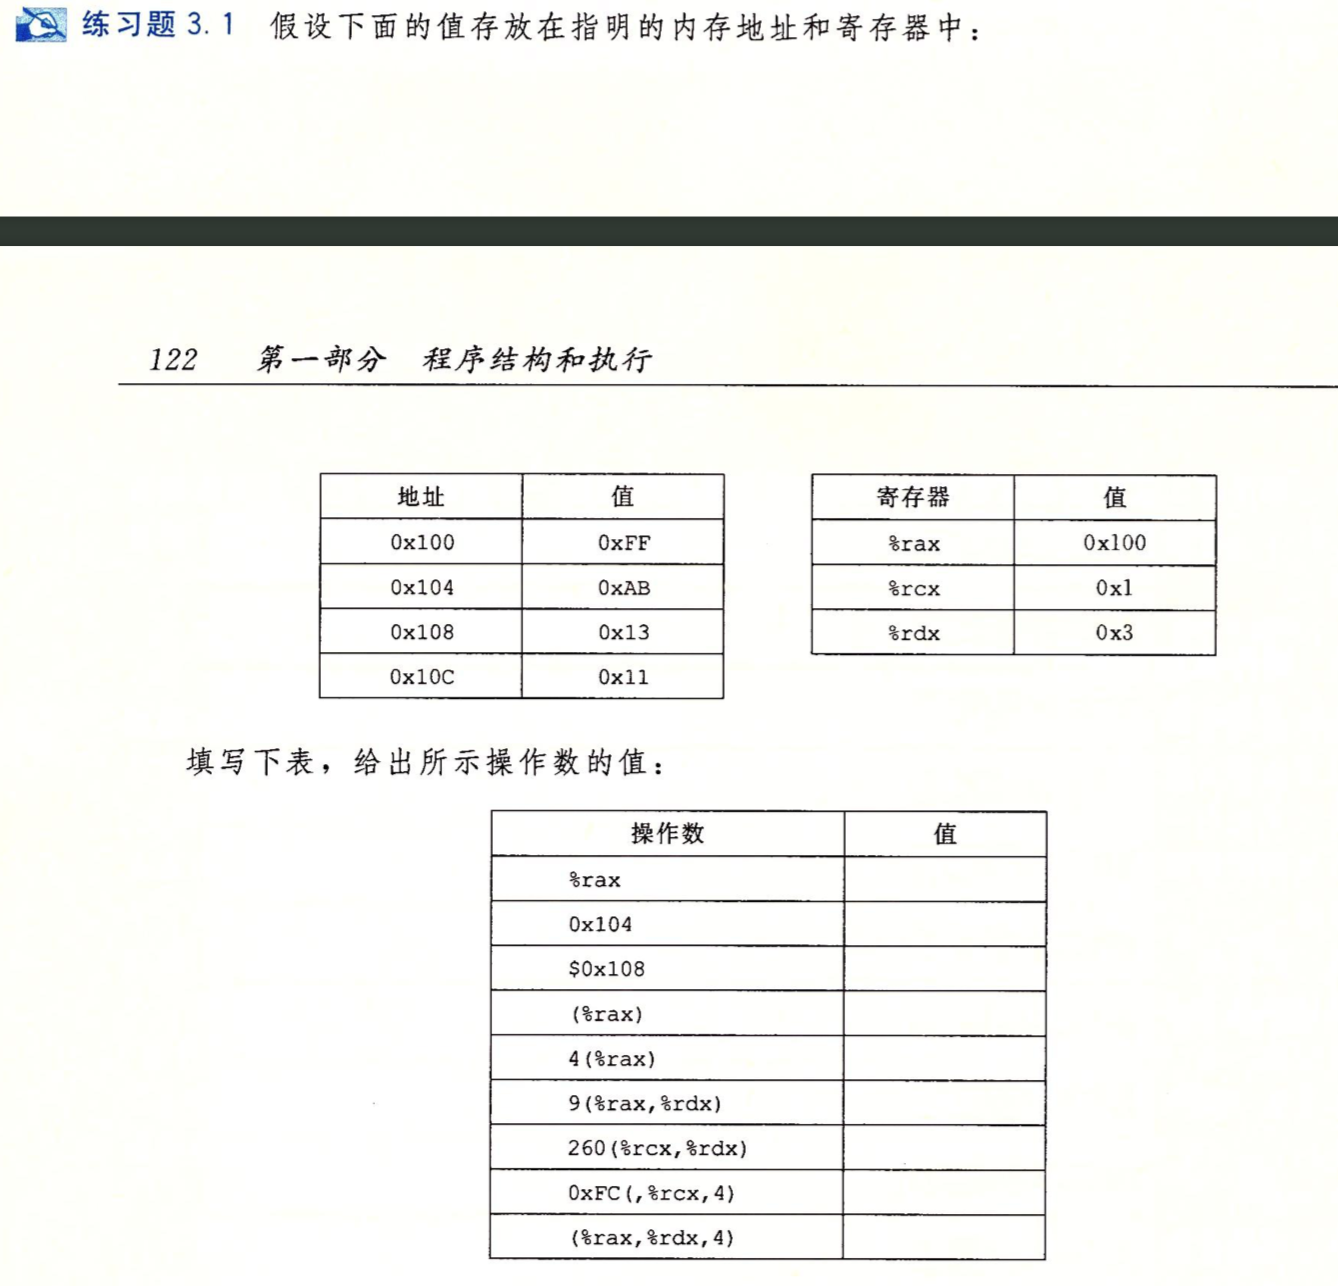 练习题 3.1 假设下面的值存放在指明的内存地址和寄存器中：
122 第一部分 程序结构和执行
地址 值
0x100 0xFF
0x104 0xAB
0x108 0x13
0x10C 0x11
寄存器 值
%rax 0x100
%rcx 0x1
%rdx 0x3
填写下表，给出所示操作数的值：
操作数 值
%rax
0x104
$0x108
(%rax)
4(%rax)
9(%rax,%rdx)
260(%rcx,%rdx)
0xFC(,%rcx,4)
(%rax,%rdx,4)